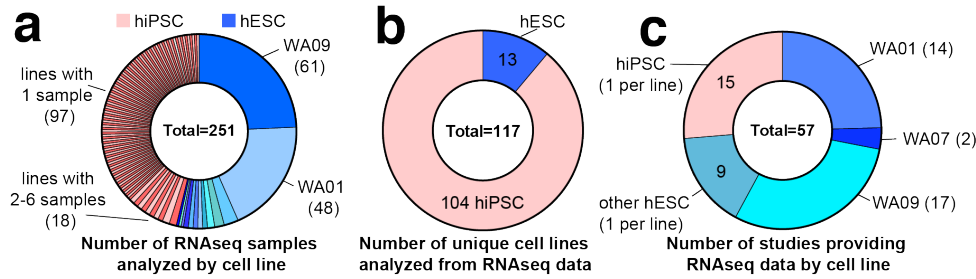 a
hiPSC
hESC
WA09
(61)
lines with
1 sample
(97)
Total=251
lines with
2-6 samples
(18)
WA01
(48)
Number of RNAseq samples
analyzed by cell line
b
hESC
13
Total=117
104 hiPSC
Number of unique cell lines
analyzed from RNAseq data
c
WA01 (14)
hiPSC
(1 per line)
15
Total=57
WA07 (2)
9
other hESC
(1 per line)
WA09 (17)
Number of studies providing
RNAseq data by cell line